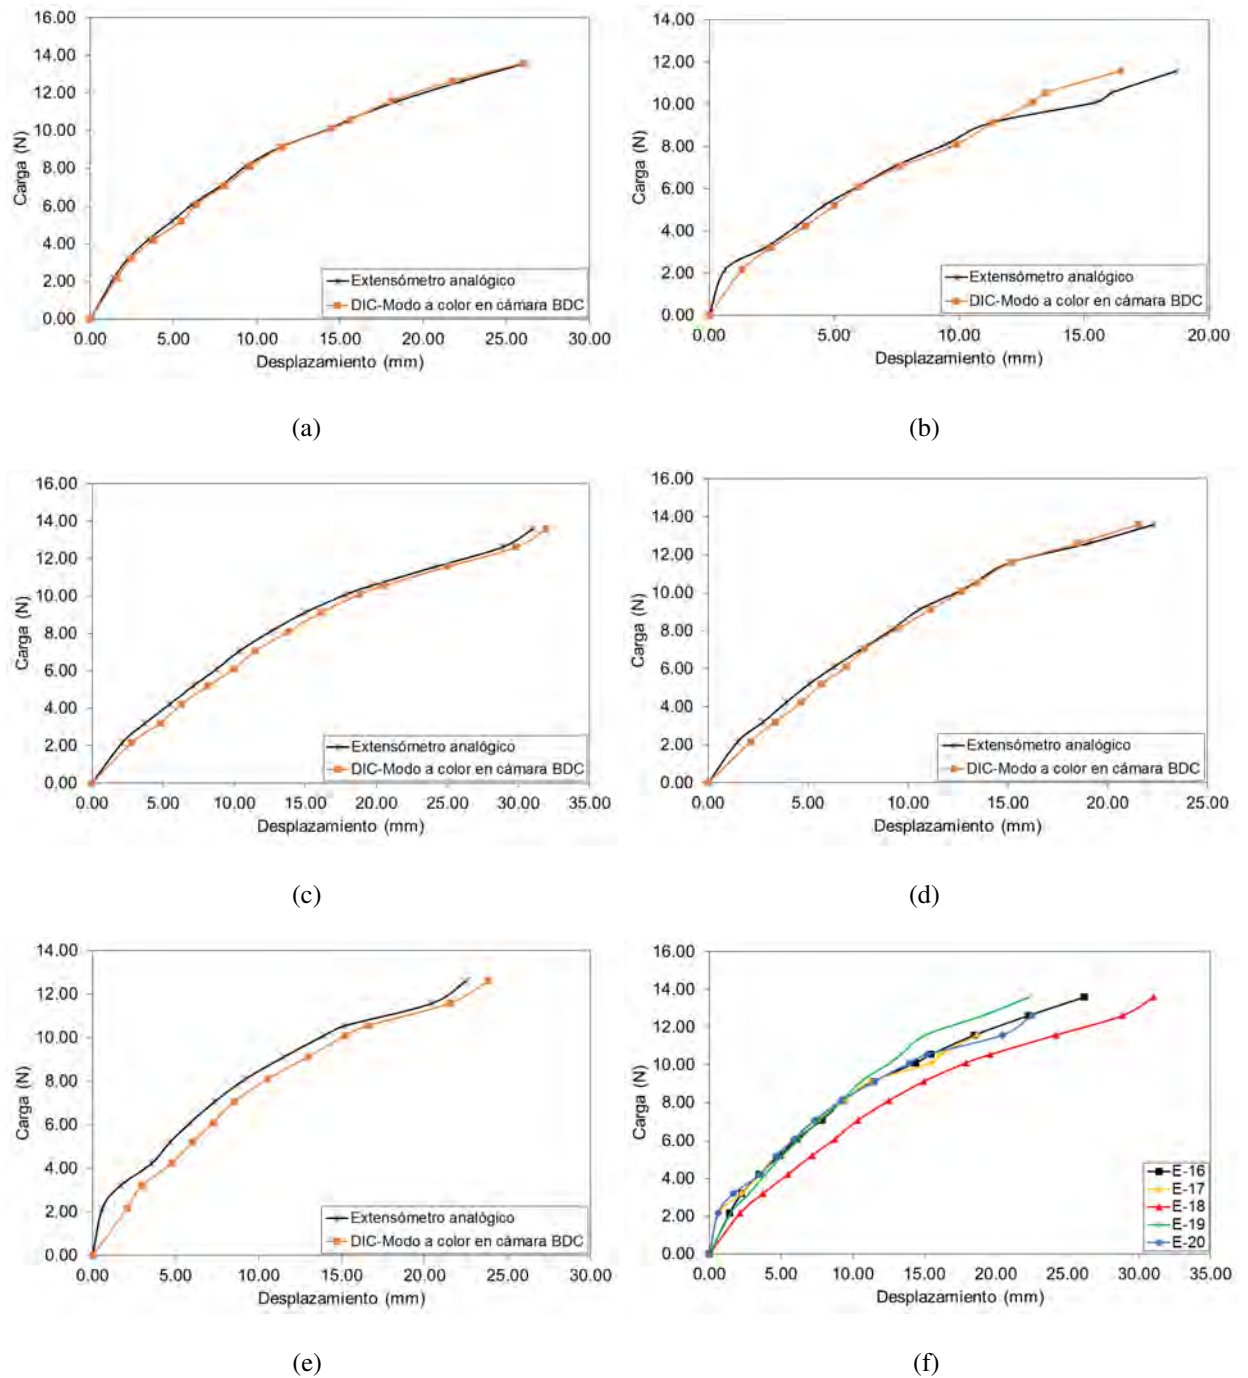 16.00
14.00
12.00
10.00
8.00
6.00
4.00
2.00
0.00
Carga (N)
0.00 5.00 10.00 15.00 20.00 25.00 30.00
Desplazamiento (mm)
Extensómetro analógico
DIC-Modo a color en cámara BDC
(a)
14.00
12.00
10.00
8.00
6.00
4.00
2.00
0.00
Carga (N)
0.00 5.00 10.00 15.00 20.00
Desplazamiento (mm)
Extensómetro analógico
DIC-Modo a color en cámara BDC
(b)
16.00
14.00
12.00
10.00
8.00
6.00
4.00
2.00
0.00
Carga (N)
0.00 5.00 10.00 15.00 20.00 25.00 30.00 35.00
Desplazamiento (mm)
Extensómetro analógico
DIC-Modo a color en cámara BDC
(c)
16.00
14.00
12.00
10.00
8.00
6.00
4.00
2.00
0.00
Carga (N)
0.00 5.00 10.00 15.00 20.00 25.00
Desplazamiento (mm)
Extensómetro analógico
DIC-Modo a color en cámara BDC
(d)
14.00
12.00
10.00
8.00
6.00
4.00
2.00
0.00
Carga (N)
0.00 5.00 10.00 15.00 20.00 25.00 30.00
Desplazamiento (mm)
Extensómetro analógico
DIC-Modo a color en cámara BDC
(e)
16.00
14.00
12.00
10.00
8.00
6.00
4.00
2.00
0.00
Carga (N)
0.00 5.00 10.00 15.00 20.00 25.00 30.00 35.00
Desplazamiento (mm)
E-16
E-17
E-18
E-19
E-20
(f)